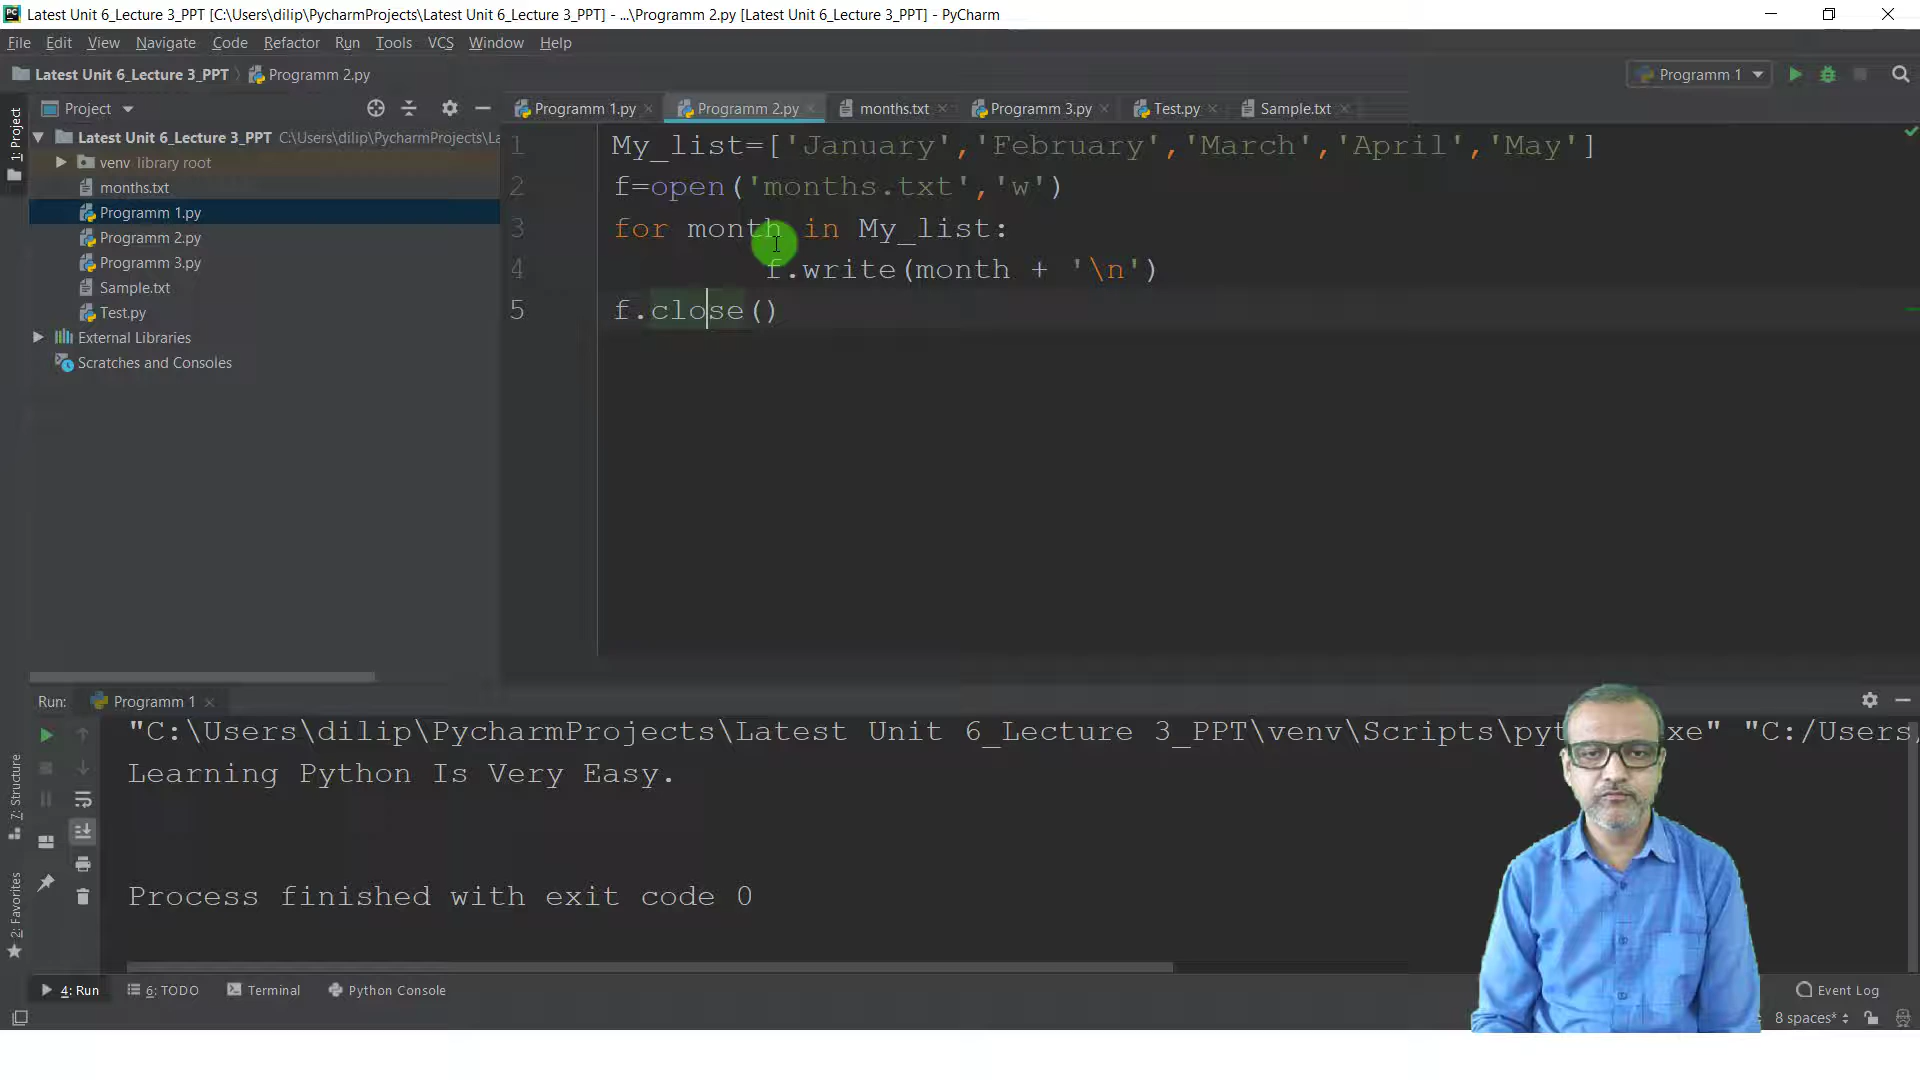 Latest Unit 6_Lecture 3_PPT [C:\Users\dilip\PycharmProjects\Latest Unit 6_Lecture 3_PPT] - ...\Programm 2.py [Latest Unit 6_Lecture 3_PPT] - PyCharm
File Edit View Navigate Code Refactor Run Tools VCS Window Help
Latest Unit 6_Lecture 3_PPT Programm 2.py Programm 1
Project Programm 1.py Programm 2.py months.txt Programm 3.py Test.py Sample.txt
1: Project
Latest Unit 6_Lecture 3_PPT C:\Users\dilip\PycharmProjects\La
venv library root
months.txt
Programm 1.py
Programm 2.py
Programm 3.py
Sample.txt
Test.py
External Libraries
Scratches and Consoles
1 My_list=['January','February','March','April','May']
2 f=open('months.txt','w')
3 for month in My_list:
4 f.write(month + '\n')
5 f.close()
Run: Programm 1
"C:\Users\dilip\PycharmProjects\Latest Unit 6_Lecture 3_PPT\venv\Scripts\pyt xe" "C:/Users
Learning Python Is Very Easy.
Process finished with exit code 0
7: Structure
2: Favorites
4: Run 6: TODO Terminal Python Console Event Log
8 spaces*